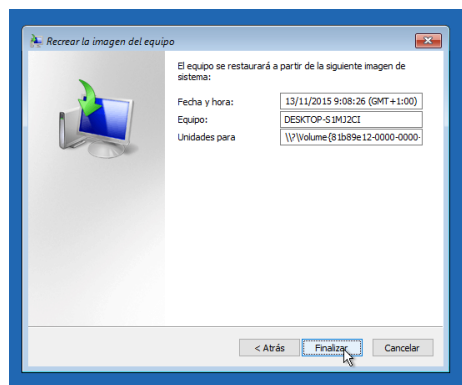 Recrear la imagen del equipo
El equipo se restaurará a partir de la siguiente imagen de
sistema:
Fecha y hora: 13/11/2015 9:08:26 (GMT+1:00)
Equipo: DESKTOP-S1MJ2CI
Unidades para \\?\Volume{81b89e12-0000-0000-
< Atrás Finalizar Cancelar